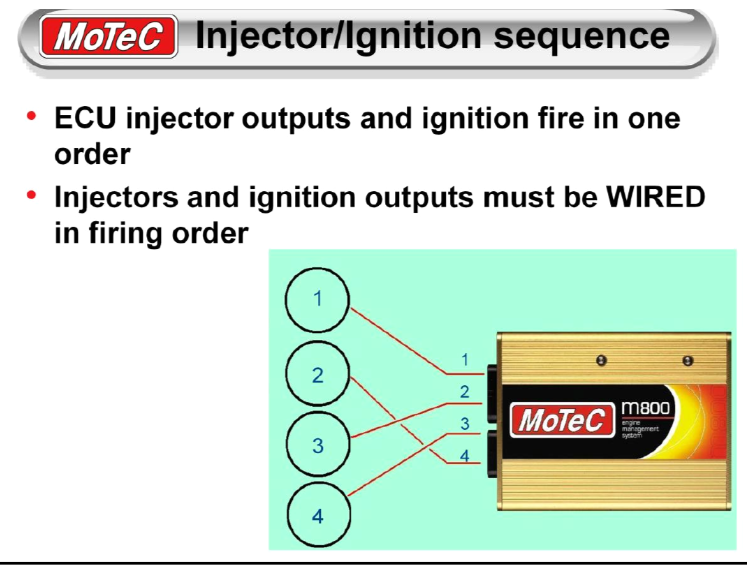 MoTeC Injector/Ignition sequence
• ECU injector outputs and ignition fire in one
order
• Injectors and ignition outputs must be WIRED
in firing order
1
2
3
4
1
2
3
4
MoTeC
m800
engine
management
system